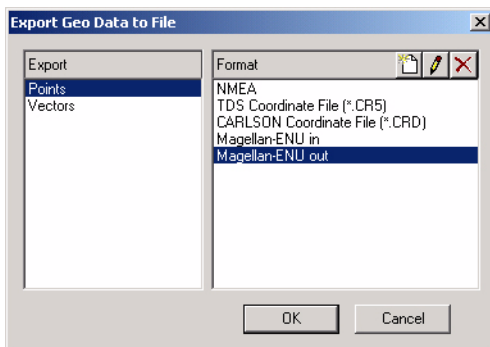 Export Geo Data to File
Export
Points
Vectors
Format
NMEA
TDS Coordinate File (*.CR5)
CARLSON Coordinate File (*.CRD)
Magellan-ENU in
Magellan-ENU out
OK
Cancel